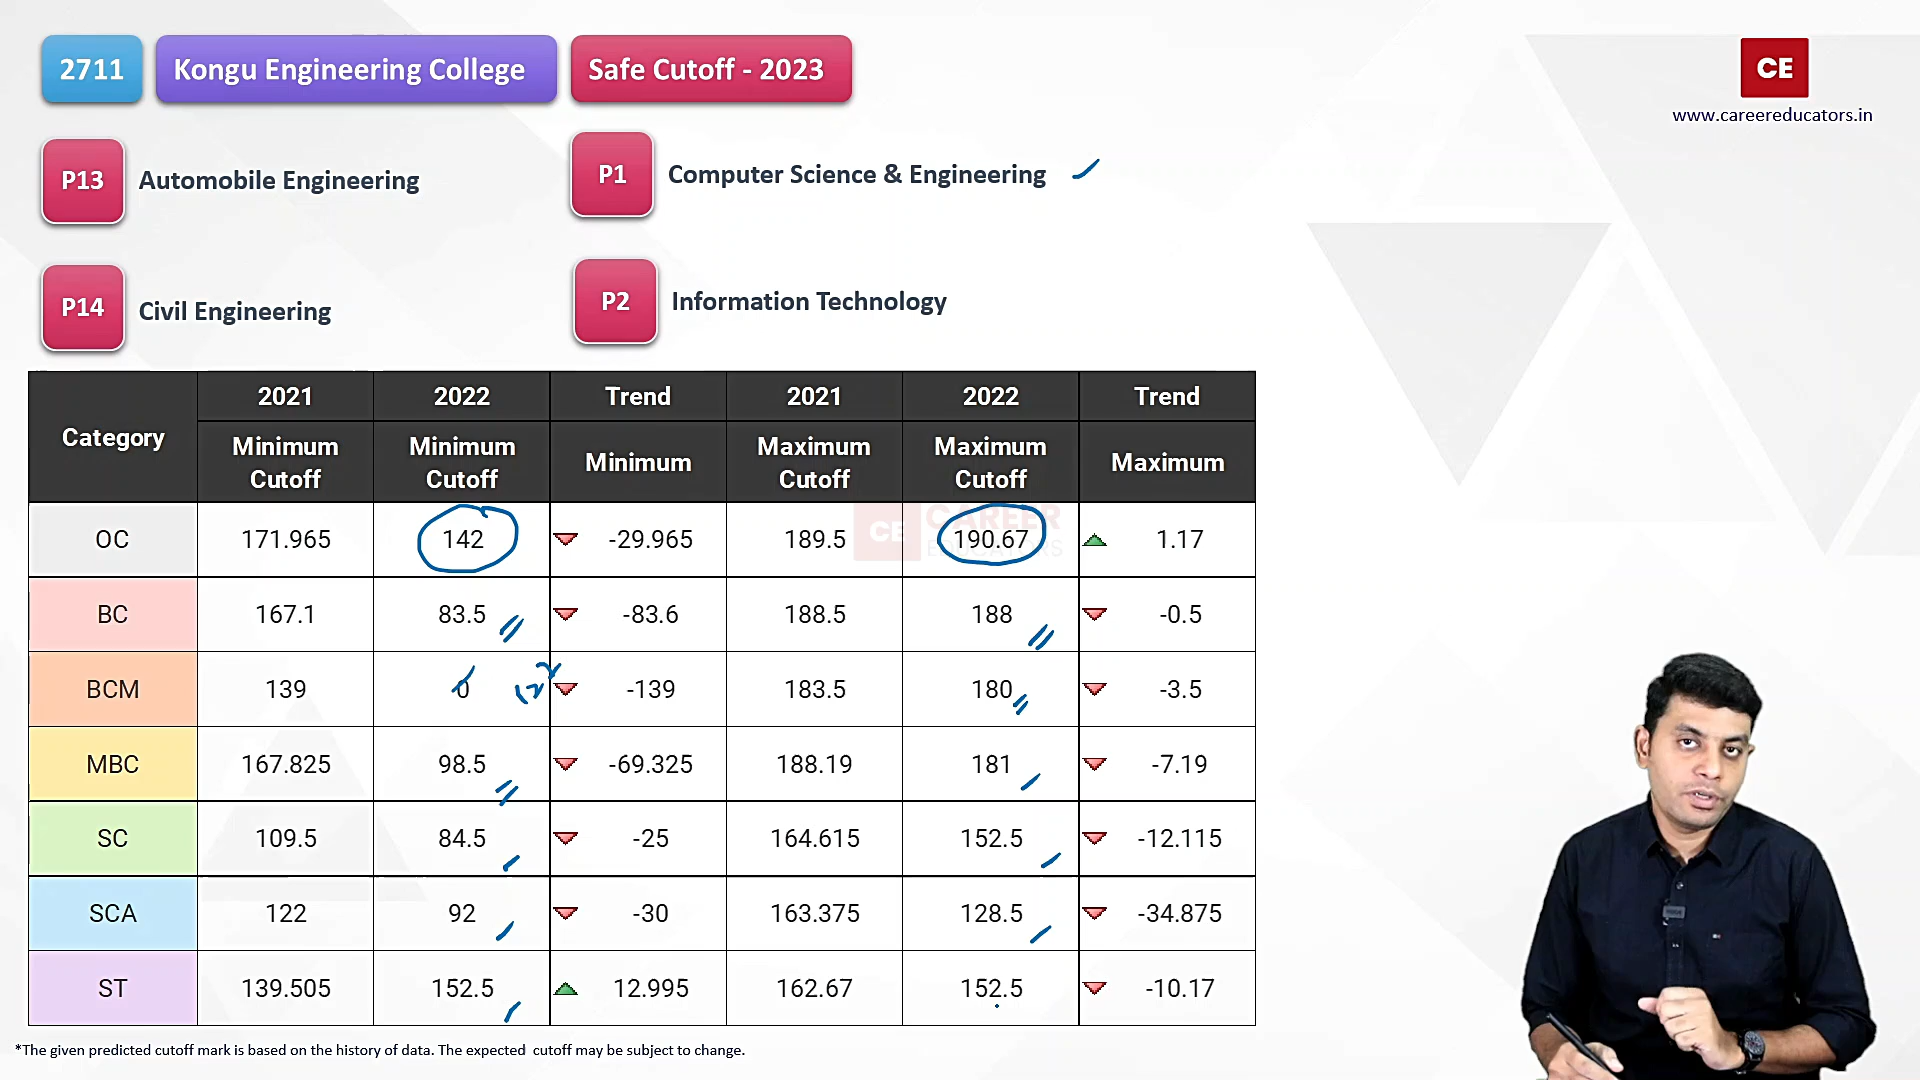 2711 Kongu Engineering College Safe Cutoff - 2023
CE
www.careereducators.in
P13 Automobile Engineering
P1 Computer Science & Engineering
P14 Civil Engineering
P2 Information Technology
Category 2021 2022 Trend 2021 2022 Trend
Minimum Cutoff Minimum Cutoff Minimum Maximum Cutoff Maximum Cutoff Maximum
OC 171.965 142 -29.965 189.5 190.67 1.17
CE CAREER EDUCATORS
BC 167.1 83.5 -83.6 188.5 188 -0.5
BCM 139 0 -139 183.5 180 -3.5
MBC 167.825 98.5 -69.325 188.19 181 -7.19
SC 109.5 84.5 -25 164.615 152.5 -12.115
SCA 122 92 -30 163.375 128.5 -34.875
ST 139.505 152.5 12.995 162.67 152.5 -10.17
*The given predicted cutoff mark is based on the history of data. The expected cutoff may be subject to change.